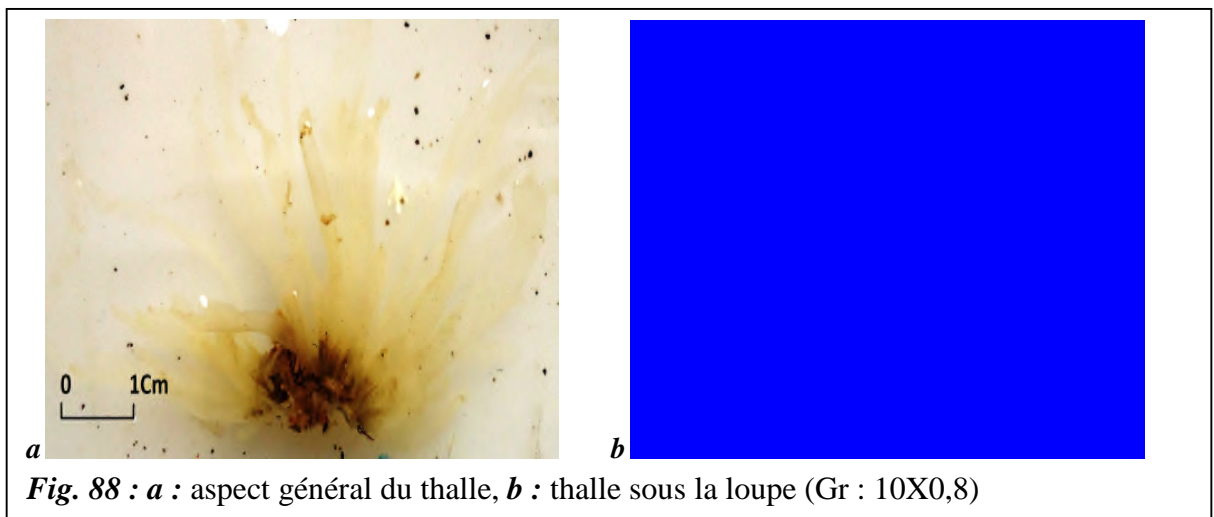 0 1Cm
a b
Fig. 88 : a : aspect général du thalle, b : thalle sous la loupe (Gr : 10X0,8)